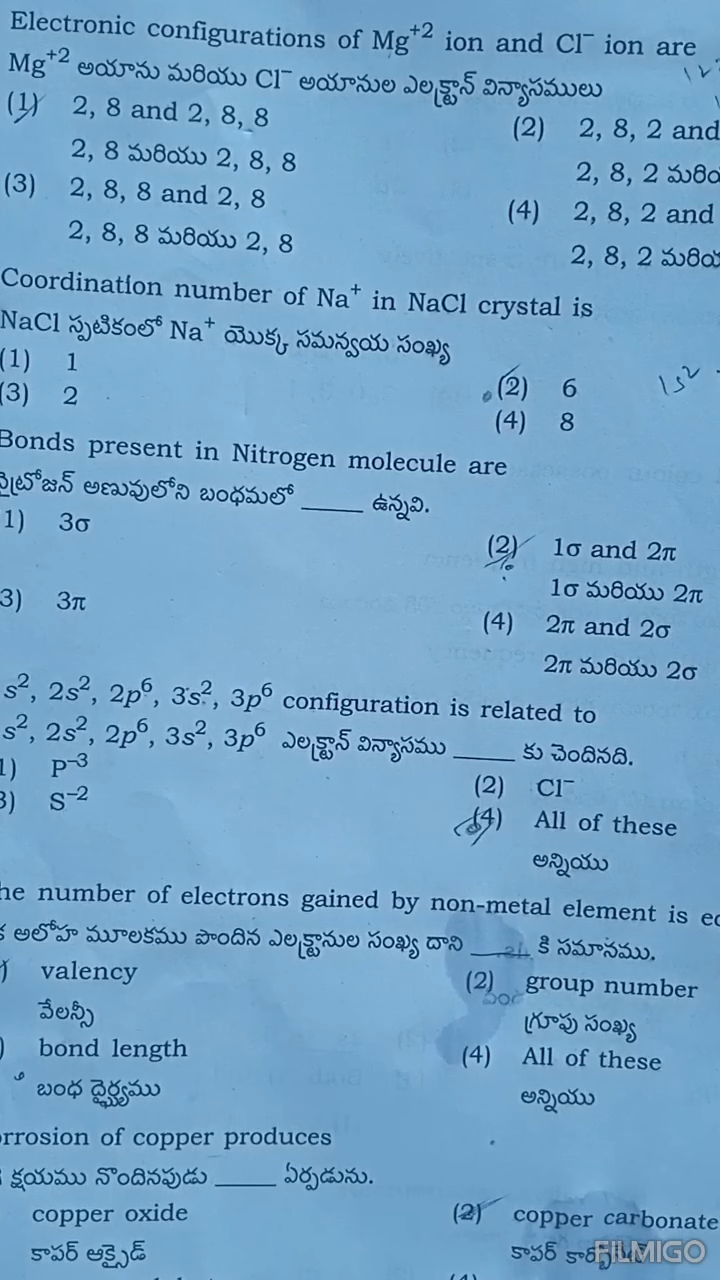 Electronic configurations of Mg+2 ion and Cl− ion are
Mg+2 అయాను మరియు Cl− అయానుల ఎలక్ట్రాన్ విన్యాసములు
(1) 2, 8 and 2, 8, 8
(2) 2, 8, 2 and
2, 8 మరియు 2, 8, 8
2, 8, 2
(3) 2, 8, 8 and 2, 8
(4) 2, 8, 2 and
2, 8, 8 మరియు 2, 8
2, 8, 2
Coordination number of Na+ in NaCl crystal is
NaCl స్పటికంలో Na+ యొక్క సమన్వయ సంఖ్య
(1) 1
(2) 6
1s2
(3) 2
(4) 8
Bonds present in Nitrogen molecule are
నైట్రోజన్ అణువులోని బంధమలో ____ ఉన్నవి.
1) 3σ
(2) 1σ and 2π
1σ మరియు 2π
3) 3π
(4) 2π and 2σ
2π మరియు 2σ
s2, 2s2, 2p6, 3s2, 3p6 configuration is related to
s2, 2s2, 2p6, 3s2, 3p6 ఎలక్ట్రాన్ విన్యాసము ____ కు చెందినది.
1) P−3
(2) Cl−
3) S−2
(4) All of these
అన్నియు
he number of electrons gained by non-metal element is
అలోహ మూలకము పొందిన ఎలక్ట్రానుల సంఖ్య దాని ____ కి సమానము.
) valency
(2) group number
వేలన్సీ
గ్రూపు సంఖ్య
) bond length
(4) All of these
బంధ దైర్ఘ్యము
అన్నియు
orrosion of copper produces
క్షయము నొందినపుడు ____ ఏర్పడును.
copper oxide
(2) copper carbonate
కాపర్ ఆక్సైడ్
కాపర్
FILMIGO